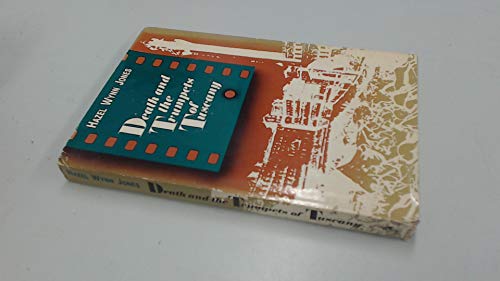 HAZEL WYNN JONES
Death and
the
Trumpets
of
Tuscany
HAZEL WYNN JONES Death and the Trumpets of Tuscany